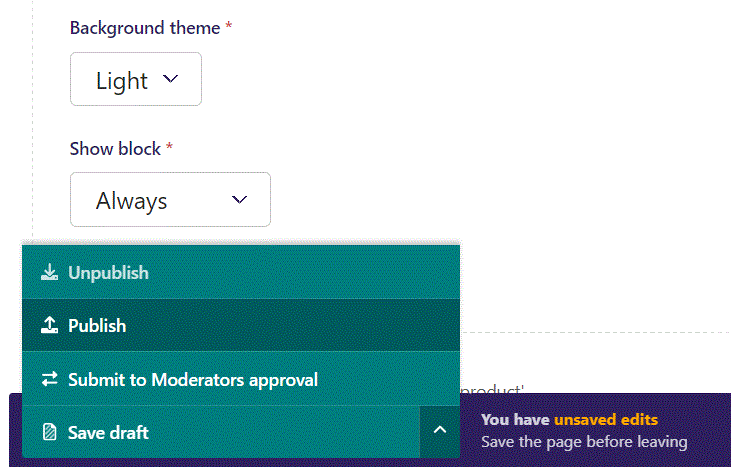 Background theme *
Light
Show block *
Always
Unpublish
Publish
Submit to Moderators approval
product'
Save draft
You have unsaved edits
Save the page before leaving